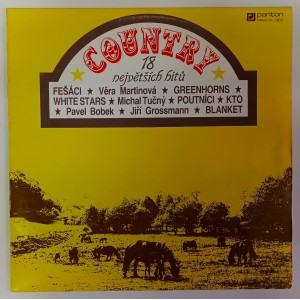 panton
COUNTRY
18
největších hitů
FEŠÁCI ★ Věra Martinová ★ GREENHORNS
WHITE STARS ★ Michal Tučný ★ POUTNÍCI ★ KTO
★ Pavel Bobek ★ Jiří Grossmann ★ BLANKET